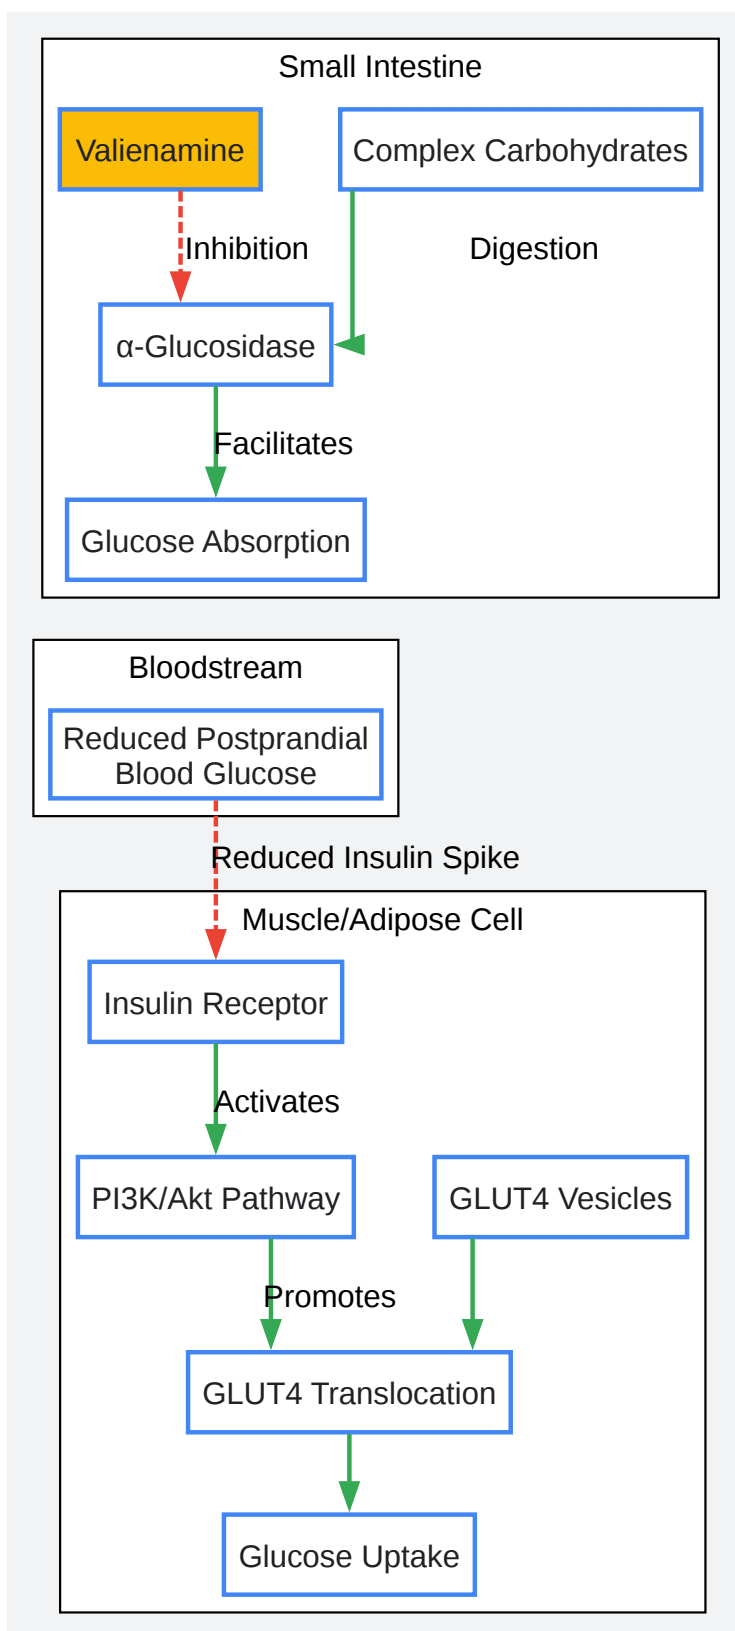 Small Intestine
Valienamine
Complex Carbohydrates
Inhibition
Digestion
α-Glucosidase
Facilitates
Glucose Absorption
Bloodstream
Reduced Postprandial
Blood Glucose
Reduced Insulin Spike
Muscle/Adipose Cell
Insulin Receptor
Activates
PI3K/Akt Pathway
GLUT4 Vesicles
Promotes
GLUT4 Translocation
Glucose Uptake